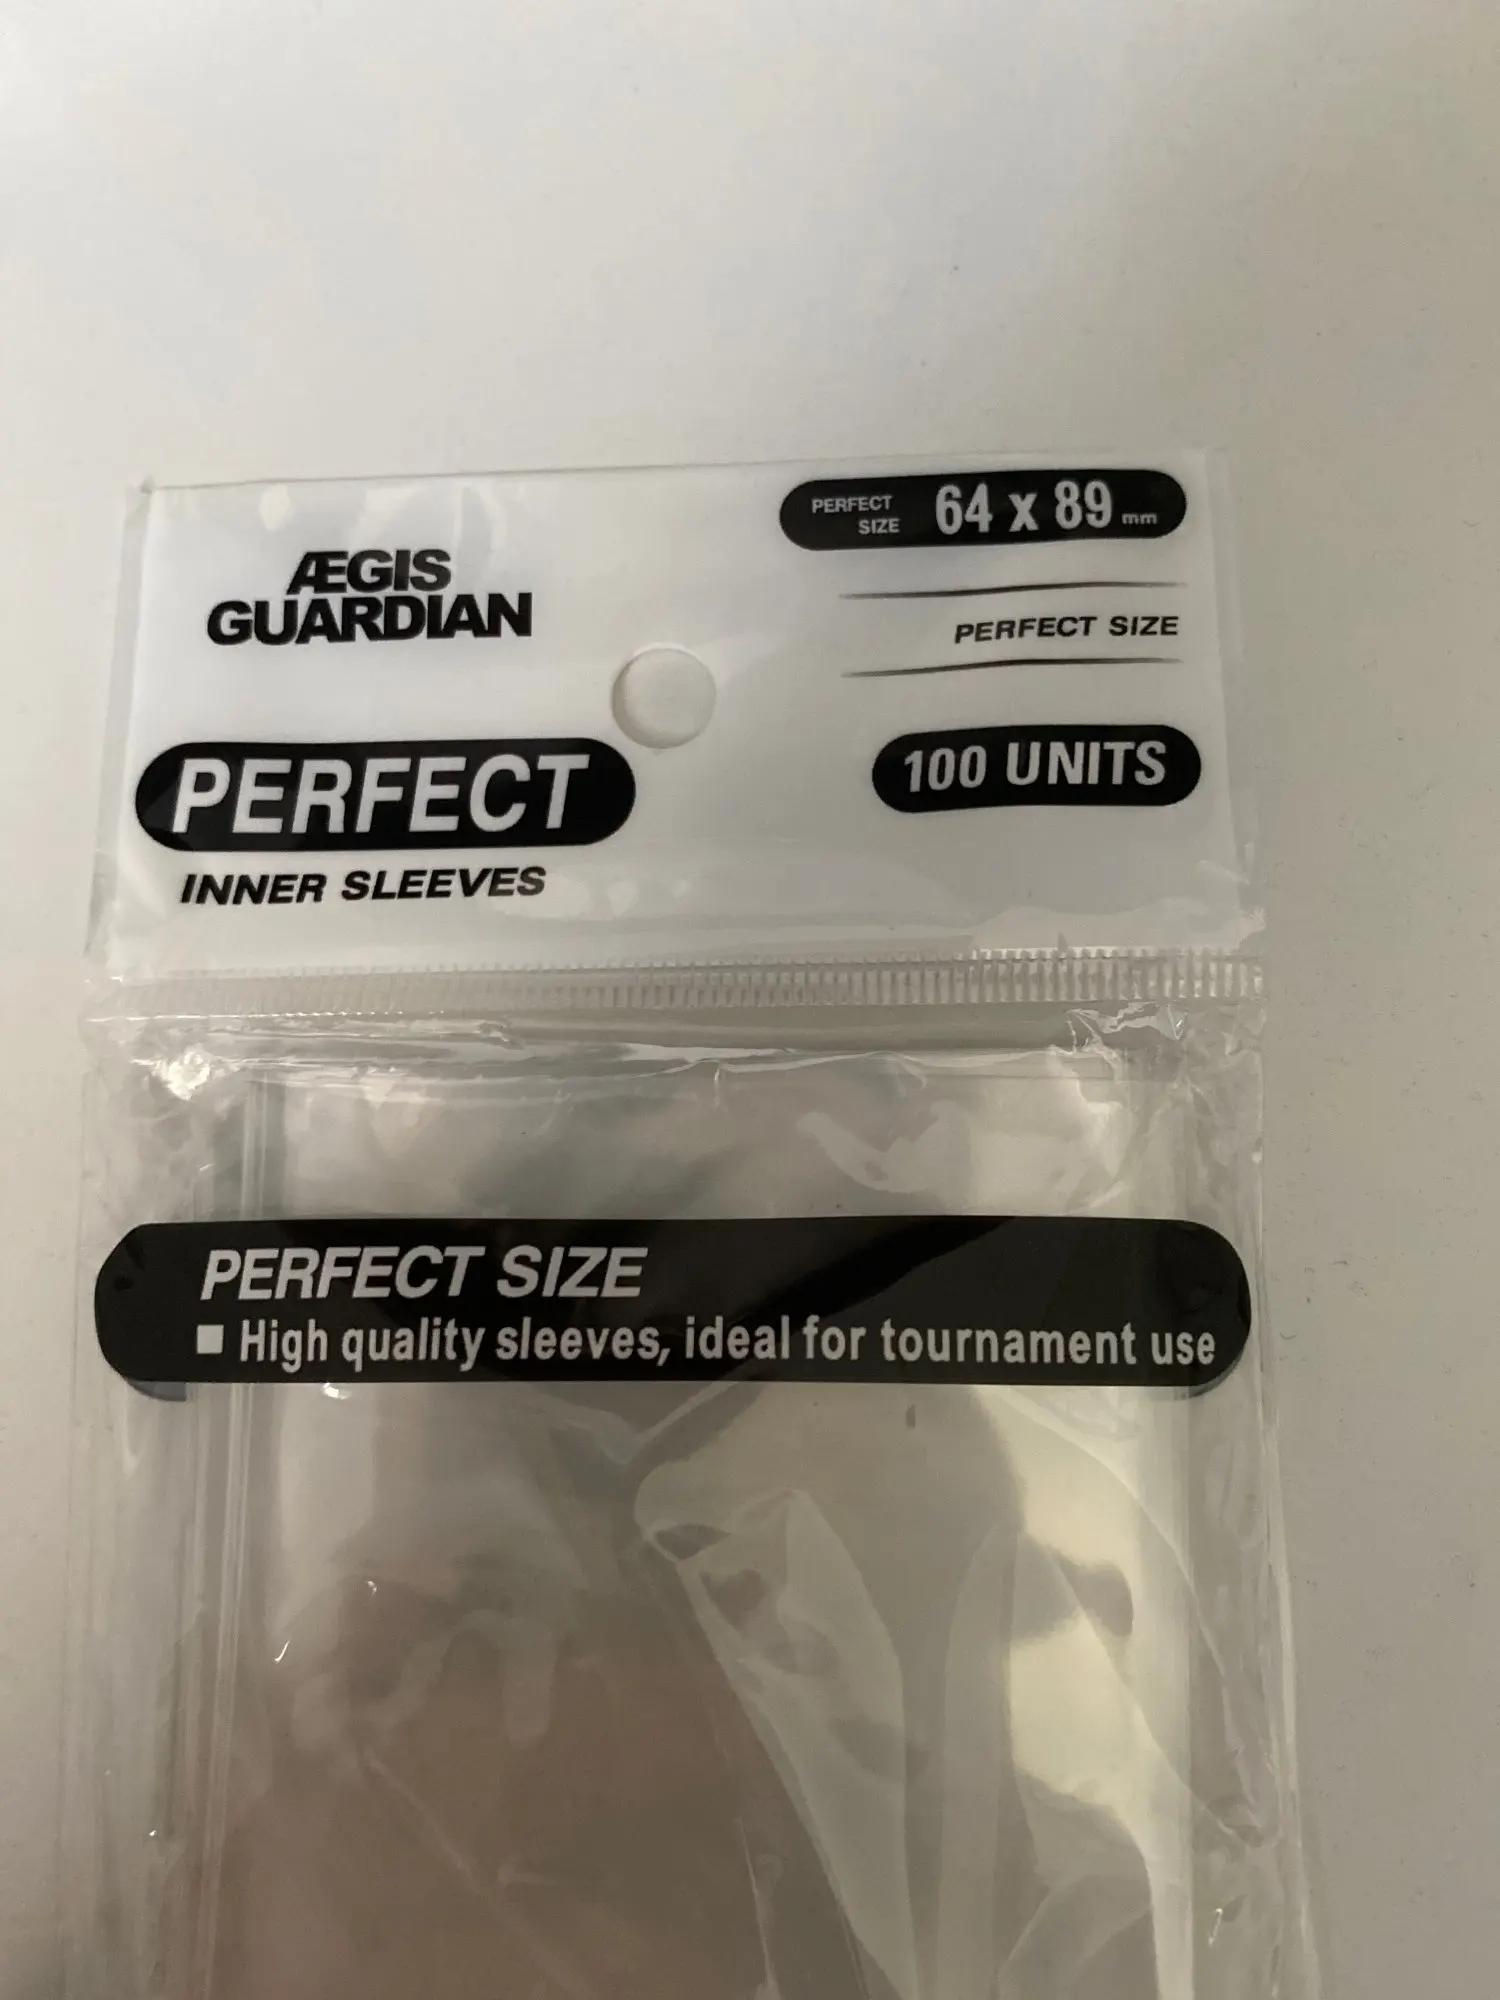 ÆGIS
GUARDIAN
PERFECT
INNER SLEEVES
PERFECT
SIZE
64 x 89 mm
PERFECT SIZE
100 UNITS
PERFECT SIZE
■ High quality sleeves, ideal for tournament use